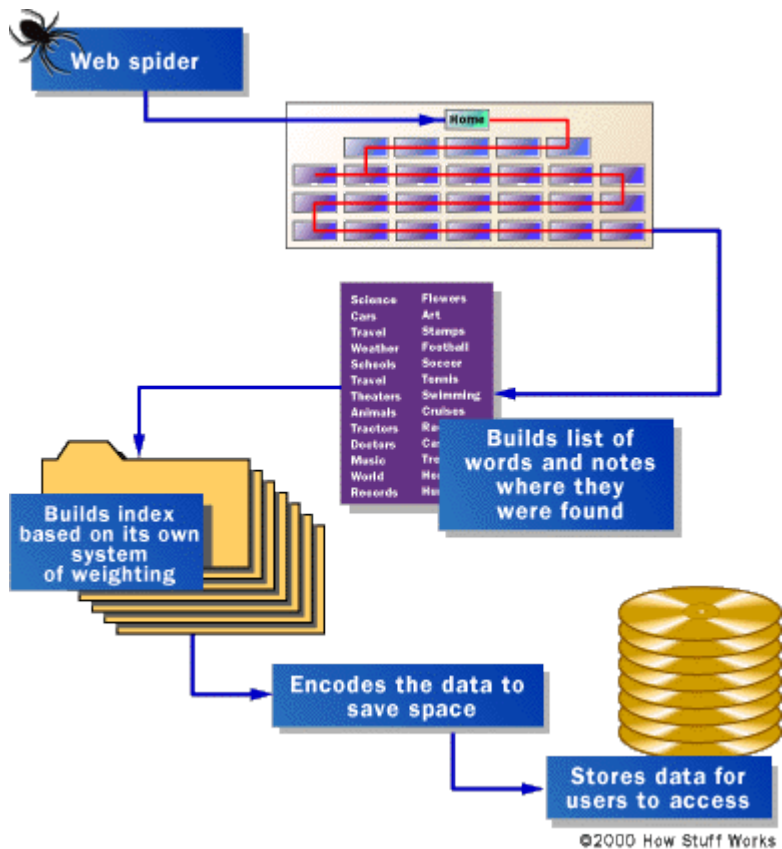 Web spider
Home
Science Flowers
Cars Art
Travel Stamps
Weather Football
Schools Soccer
Travel Tennis
Theaters Swimming
Animals Cruises
Tractors
Doctors
Music
World
Records
Builds list of
words and notes
where they
were found
Builds index
based on its own
system
of weighting
Encodes the data to
save space
Stores data for
users to access
©2000 How Stuff Works